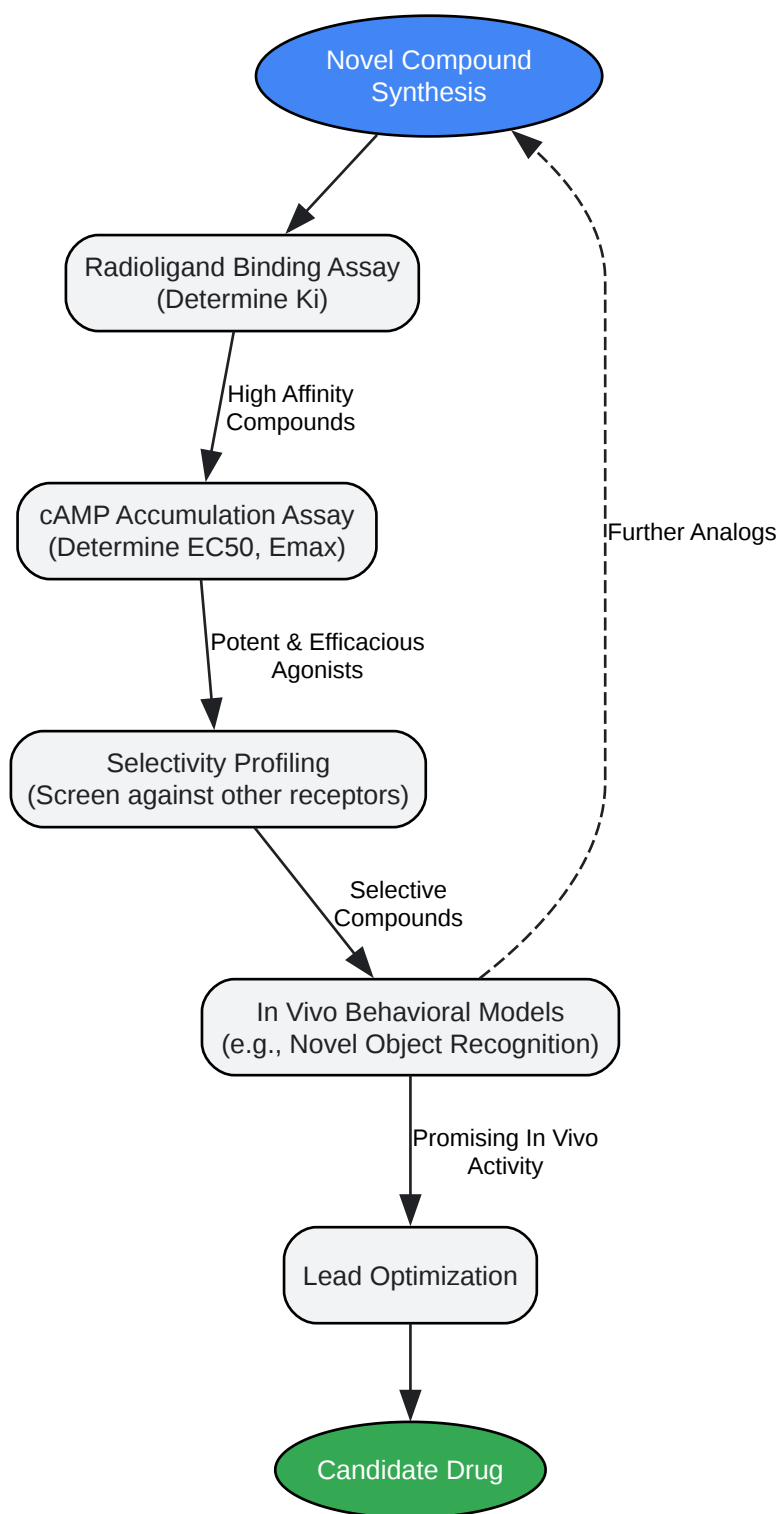 Novel Compound
Synthesis
Radioligand Binding Assay
(Determine Ki)
High Affinity
Compounds
cAMP Accumulation Assay
(Determine EC50, Emax)
Further Analogs
Potent & Efficacious
Agonists
Selectivity Profiling
(Screen against other receptors)
Selective
Compounds
In Vivo Behavioral Models
(e.g., Novel Object Recognition)
Promising In Vivo
Activity
Lead Optimization
Candidate Drug